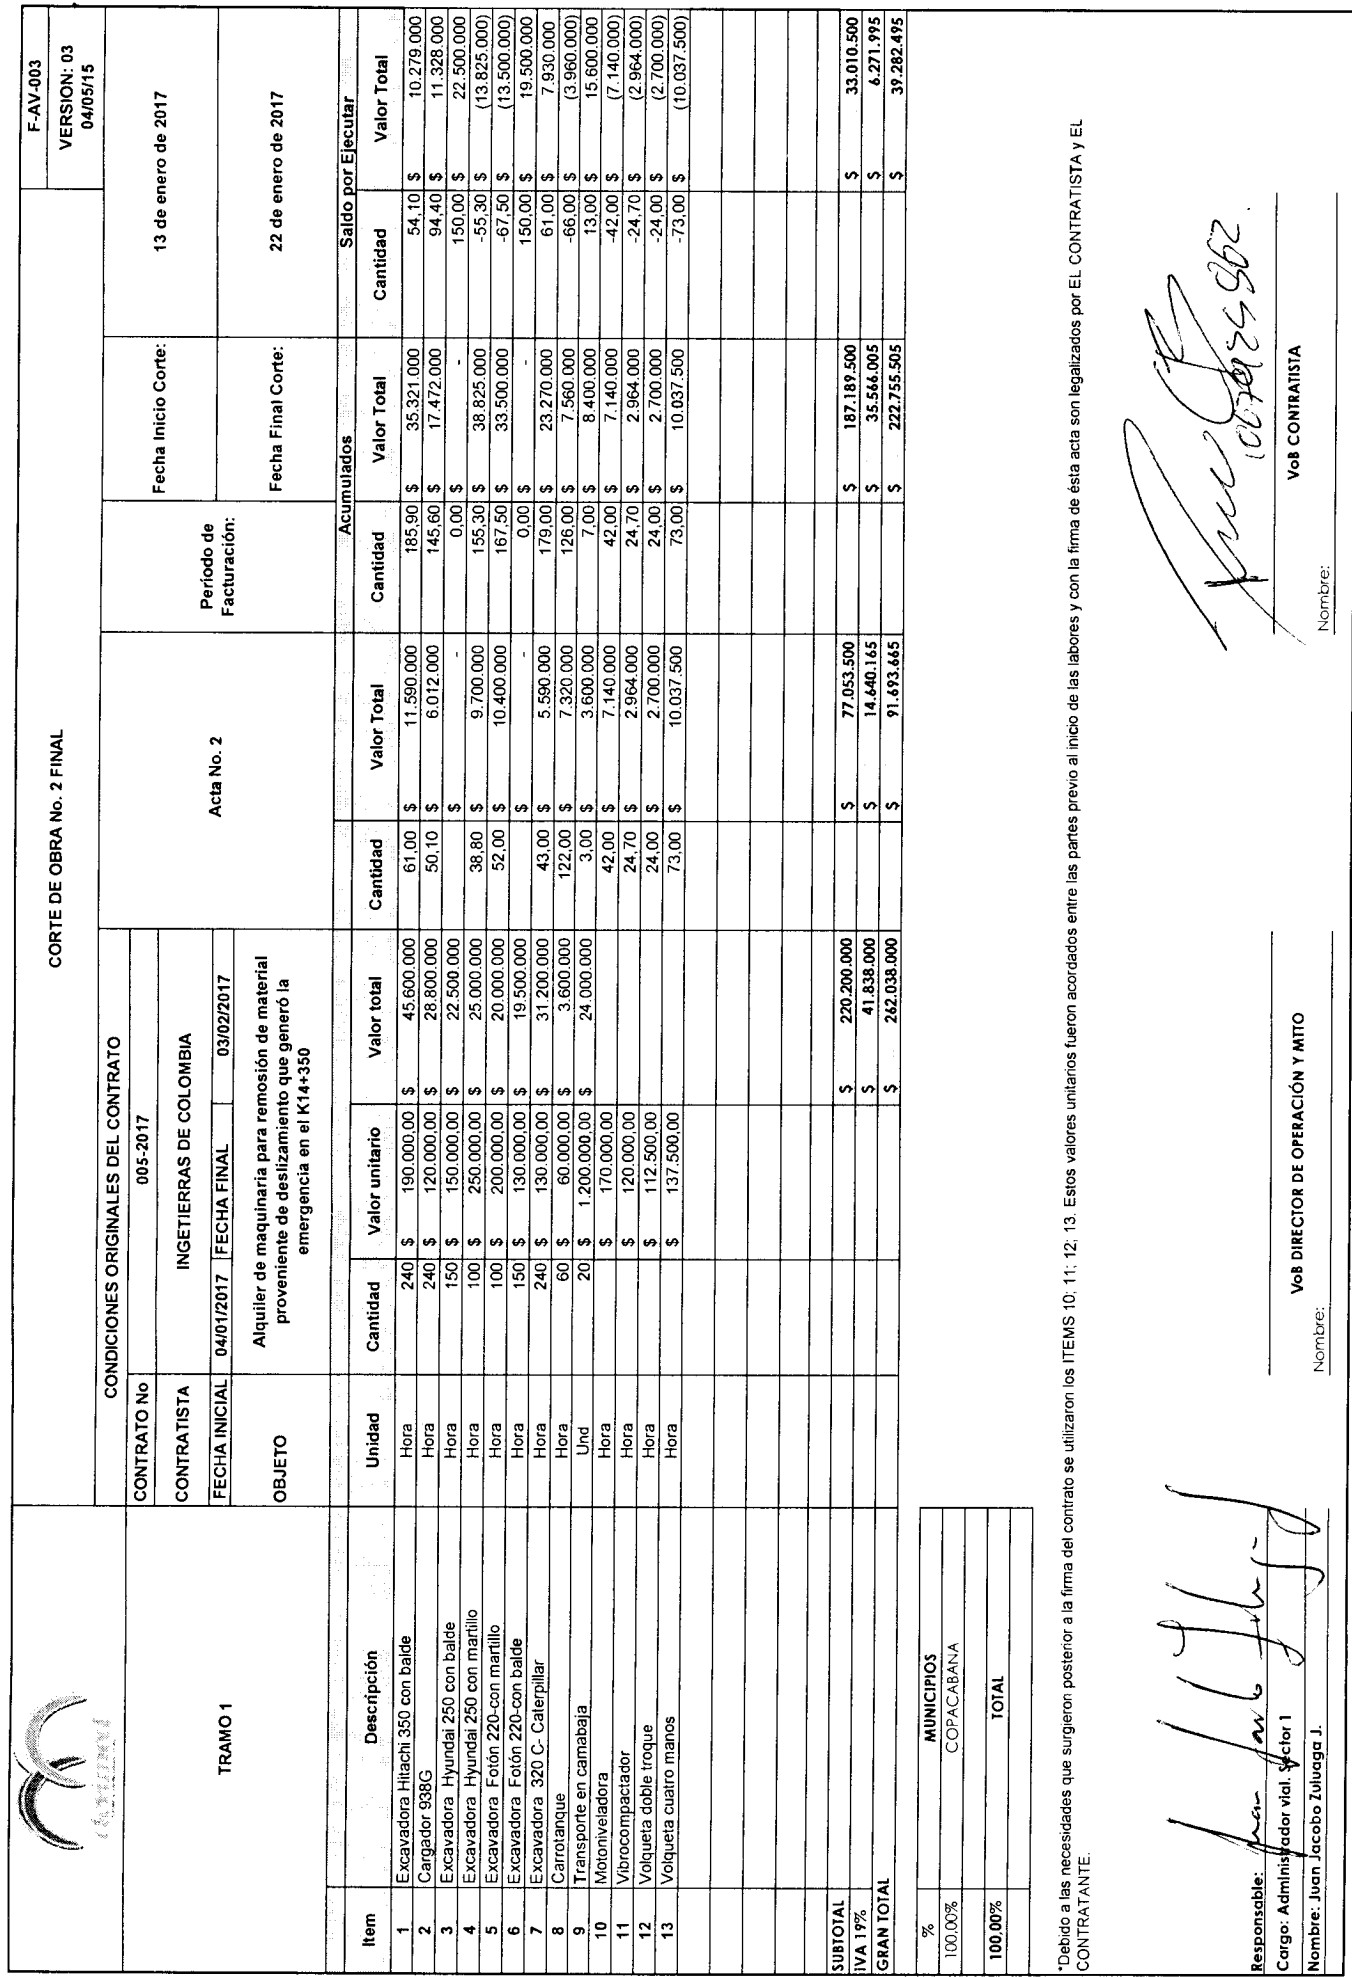 CORTE DE OBRA No. 2 FINAL
F-AV-003
VERSION: 03
04/05/15
TRAMO 1
CONDICIONES ORIGINALES DEL CONTRATO
CONTRATO No 005-2017
CONTRATISTA INGETIERRAS DE COLOMBIA
FECHA INICIAL 04/01/2017 FECHA FINAL 03/02/2017
OBJETO
Alquiler de maquinaria para remosión de material
proveniente de deslizamiento que generó la
emergencia en el K14+350
Acta No. 2
Periodo de
Facturación:
Fecha Inicio Corte: 13 de enero de 2017
Fecha Final Corte: 22 de enero de 2017
Acumulados Saldo por Ejecutar
Item Descripción Unidad Cantidad Valor unitario Valor total Cantidad Valor Total Cantidad Valor Total Cantidad Valor Total
1 Excavadora Hitachi 350 con balde Hora 240 $ 190.000,00 $ 45.600.000 61,00 $ 11.590.000 185,90 $ 35.321.000 54,10 $ 10.279.000
2 Cargador 938G Hora 240 $ 120.000,00 $ 28.800.000 50,10 $ 6.012.000 145,60 $ 17.472.000 94,40 $ 11.328.000
3 Excavadora Hyundai 250 con balde Hora 150 $ 150.000,00 $ 22.500.000 $ - 0,00 $ - 150,00 $ 22.500.000
4 Excavadora Hyundai 250 con martillo Hora 100 $ 250.000,00 $ 25.000.000 38,80 $ 9.700.000 155,30 $ 38.825.000 -55,30 $ (13.825.000)
5 Excavadora Fotón 220-con martillo Hora 100 $ 200.000,00 $ 20.000.000 52,00 $ 10.400.000 167,50 $ 33.500.000 -67,50 $ (13.500.000)
6 Excavadora Fotón 220-con balde Hora 150 $ 130.000,00 $ 19.500.000 $ - 0,00 $ - 150,00 $ 19.500.000
7 Excavadora 320 C- Caterpillar Hora 240 $ 130.000,00 $ 31.200.000 43,00 $ 5.590.000 179,00 $ 23.270.000 61,00 $ 7.930.000
8 Carrotanque Hora 60 $ 60.000,00 $ 3.600.000 122,00 $ 7.320.000 126,00 $ 7.560.000 -66,00 $ (3.960.000)
9 Transporte en camabaja Und 20 $ 1.200.000,00 $ 24.000.000 3,00 $ 3.600.000 7,00 $ 8.400.000 13,00 $ 15.600.000
10 Motoniveladora Hora $ 170.000,00 42,00 $ 7.140.000 42,00 $ 7.140.000 -42,00 $ (7.140.000)
11 Vibrocompactador Hora $ 120.000,00 24,70 $ 2.964.000 24,70 $ 2.964.000 -24,70 $ (2.964.000)
12 Volqueta doble troque Hora $ 112.500,00 24,00 $ 2.700.000 24,00 $ 2.700.000 -24,00 $ (2.700.000)
13 Volqueta cuatro manos Hora $ 137.500,00 73,00 $ 10.037.500 73,00 $ 10.037.500 -73,00 $ (10.037.500)
SUBTOTAL $ 220.200.000 $ 77.053.500 $ 187.189.500 $ 33.010.500
IVA 19% $ 41.838.000 $ 14.640.165 $ 35.566.005 $ 6.271.995
GRAN TOTAL $ 262.038.000 $ 91.693.665 $ 222.755.505 $ 39.282.495
% MUNICIPIOS
100,00% COPACABANA
100,00% TOTAL
*Debido a las necesidades que surgieron posterior a la firma del contrato se utilizaron los ITEMS 10; 11; 12; 13. Estos valores unitarios fueron acordados entre las partes previo al inicio de las labores y con la firma de ésta acta son legalizados por EL CONTRATISTA y EL
CONTRATANTE.
Responsable:
Cargo: Administrador vial. Sector 1
Nombre: Juan Jacobo Zuluaga J.
VoB DIRECTOR DE OPERACIÓN Y MTTO
Nombre:
VoB CONTRATISTA
Nombre: